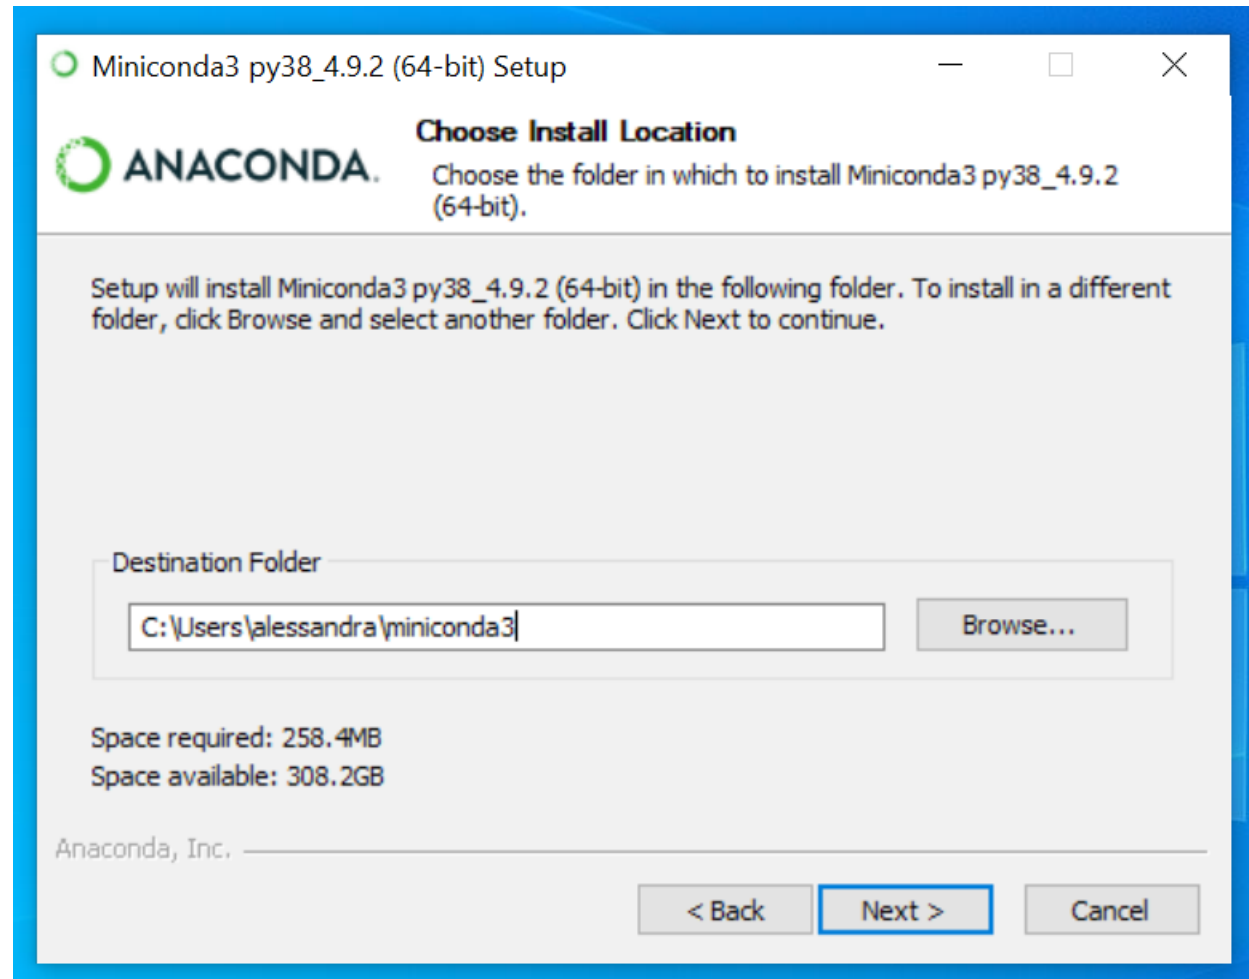 Miniconda3 py38_4.9.2 (64-bit) Setup
ANACONDA.
Choose Install Location
Choose the folder in which to install Miniconda3 py38_4.9.2
(64-bit).
Setup will install Miniconda3 py38_4.9.2 (64-bit) in the following folder. To install in a different
folder, click Browse and select another folder. Click Next to continue.
Destination Folder
C:\Users\alessandra\miniconda3
Browse...
Space required: 258.4MB
Space available: 308.2GB
Anaconda, Inc.
< Back
Next >
Cancel